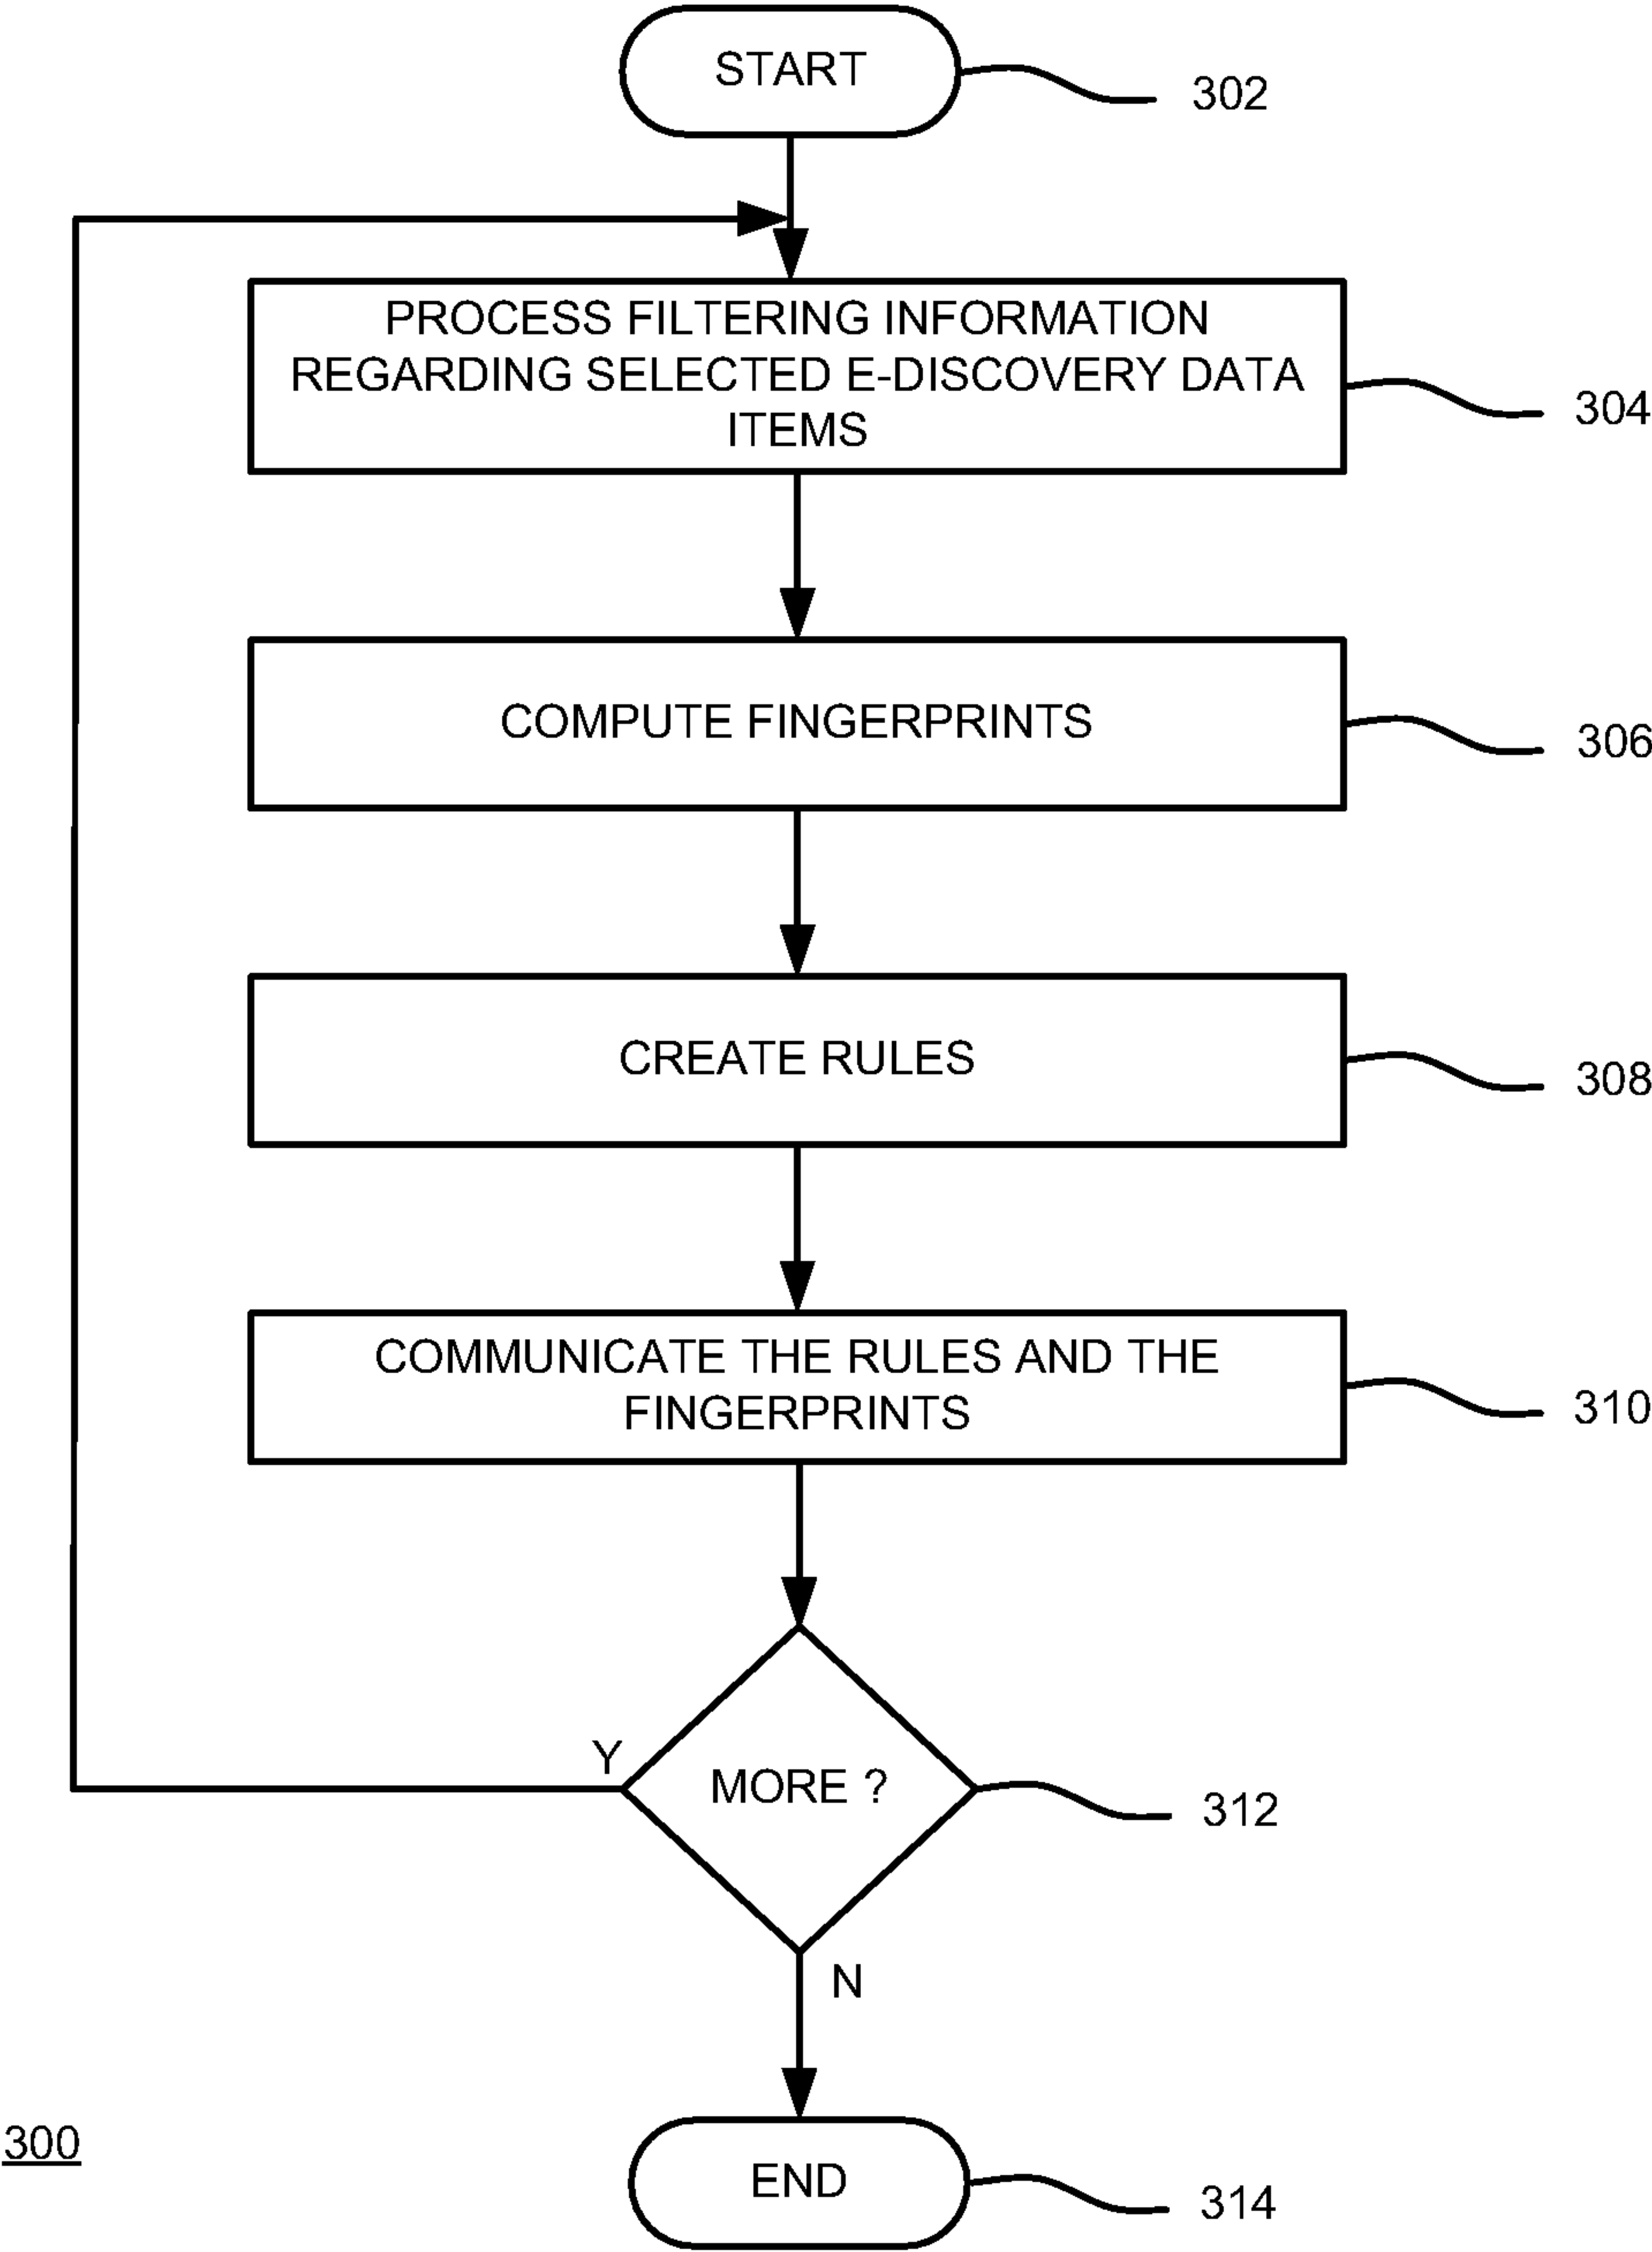 START
302
PROCESS FILTERING INFORMATION
REGARDING SELECTED E-DISCOVERY DATA
ITEMS
304
COMPUTE FINGERPRINTS
306
CREATE RULES
308
COMMUNICATE THE RULES AND THE
FINGERPRINTS
310
Y
MORE ?
312
N
300
END
314